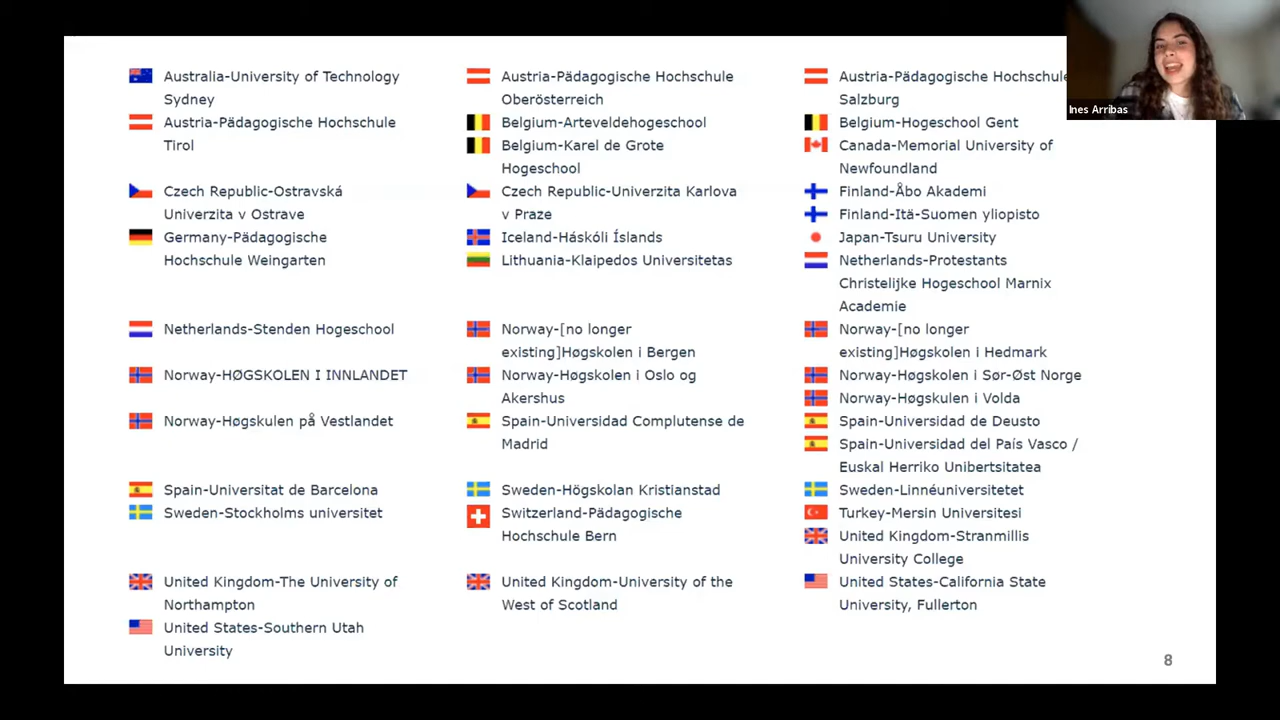 Australia-University of Technology
Sydney
Austria-Pädagogische Hochschule
Oberösterreich
Austria-Pädagogische Hochschule
Salzburg
Ines Arribas
Austria-Pädagogische Hochschule
Tirol
Belgium-Arteveldehogeschool
Belgium-Karel de Grote
Hogeschool
Belgium-Hogeschool Gent
Canada-Memorial University of
Newfoundland
Czech Republic-Ostravská
Univerzita v Ostrave
Czech Republic-Univerzita Karlova
v Praze
Finland-Åbo Akademi
Finland-Itä-Suomen yliopisto
Germany-Pädagogische
Hochschule Weingarten
Iceland-Háskóli Íslands
Lithuania-Klaipedos Universitetas
Japan-Tsuru University
Netherlands-Protestants
Christelijke Hogeschool Marnix
Academie
Netherlands-Stenden Hogeschool
Norway-[no longer
existing]Høgskolen i Bergen
Norway-[no longer
existing]Høgskolen i Hedmark
Norway-HØGSKOLEN I INNLANDET
Norway-Høgskolen i Oslo og
Akershus
Norway-Høgskolen i Sør-Øst Norge
Norway-Høgskulen i Volda
Norway-Høgskulen på Vestlandet
Spain-Universidad Complutense de
Madrid
Spain-Universidad de Deusto
Spain-Universidad del País Vasco /
Euskal Herriko Unibertsitatea
Spain-Universitat de Barcelona
Sweden-Högskolan Kristianstad
Sweden-Linnéuniversitetet
Sweden-Stockholms universitet
Switzerland-Pädagogische
Hochschule Bern
Turkey-Mersin Universitesi
United Kingdom-Stranmillis
University College
United Kingdom-The University of
Northampton
United Kingdom-University of the
West of Scotland
United States-California State
University, Fullerton
United States-Southern Utah
University
8